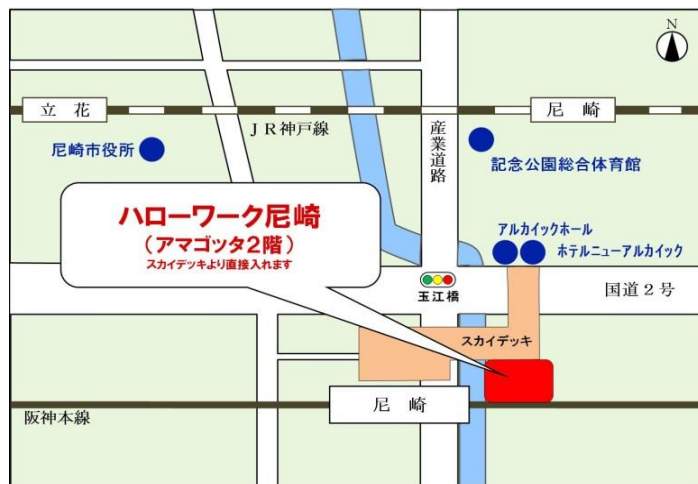 N
立花
尼崎
JR神戸線
尼崎市役所
産業道路
記念公園総合体育館
ハローワーク尼崎
(アマゴッタ2階)
スカイデッキより直接入れます
アルカイックホール
ホテルニューアルカイック
玉江橋
国道2号
スカイデッキ
尼崎
阪神本線